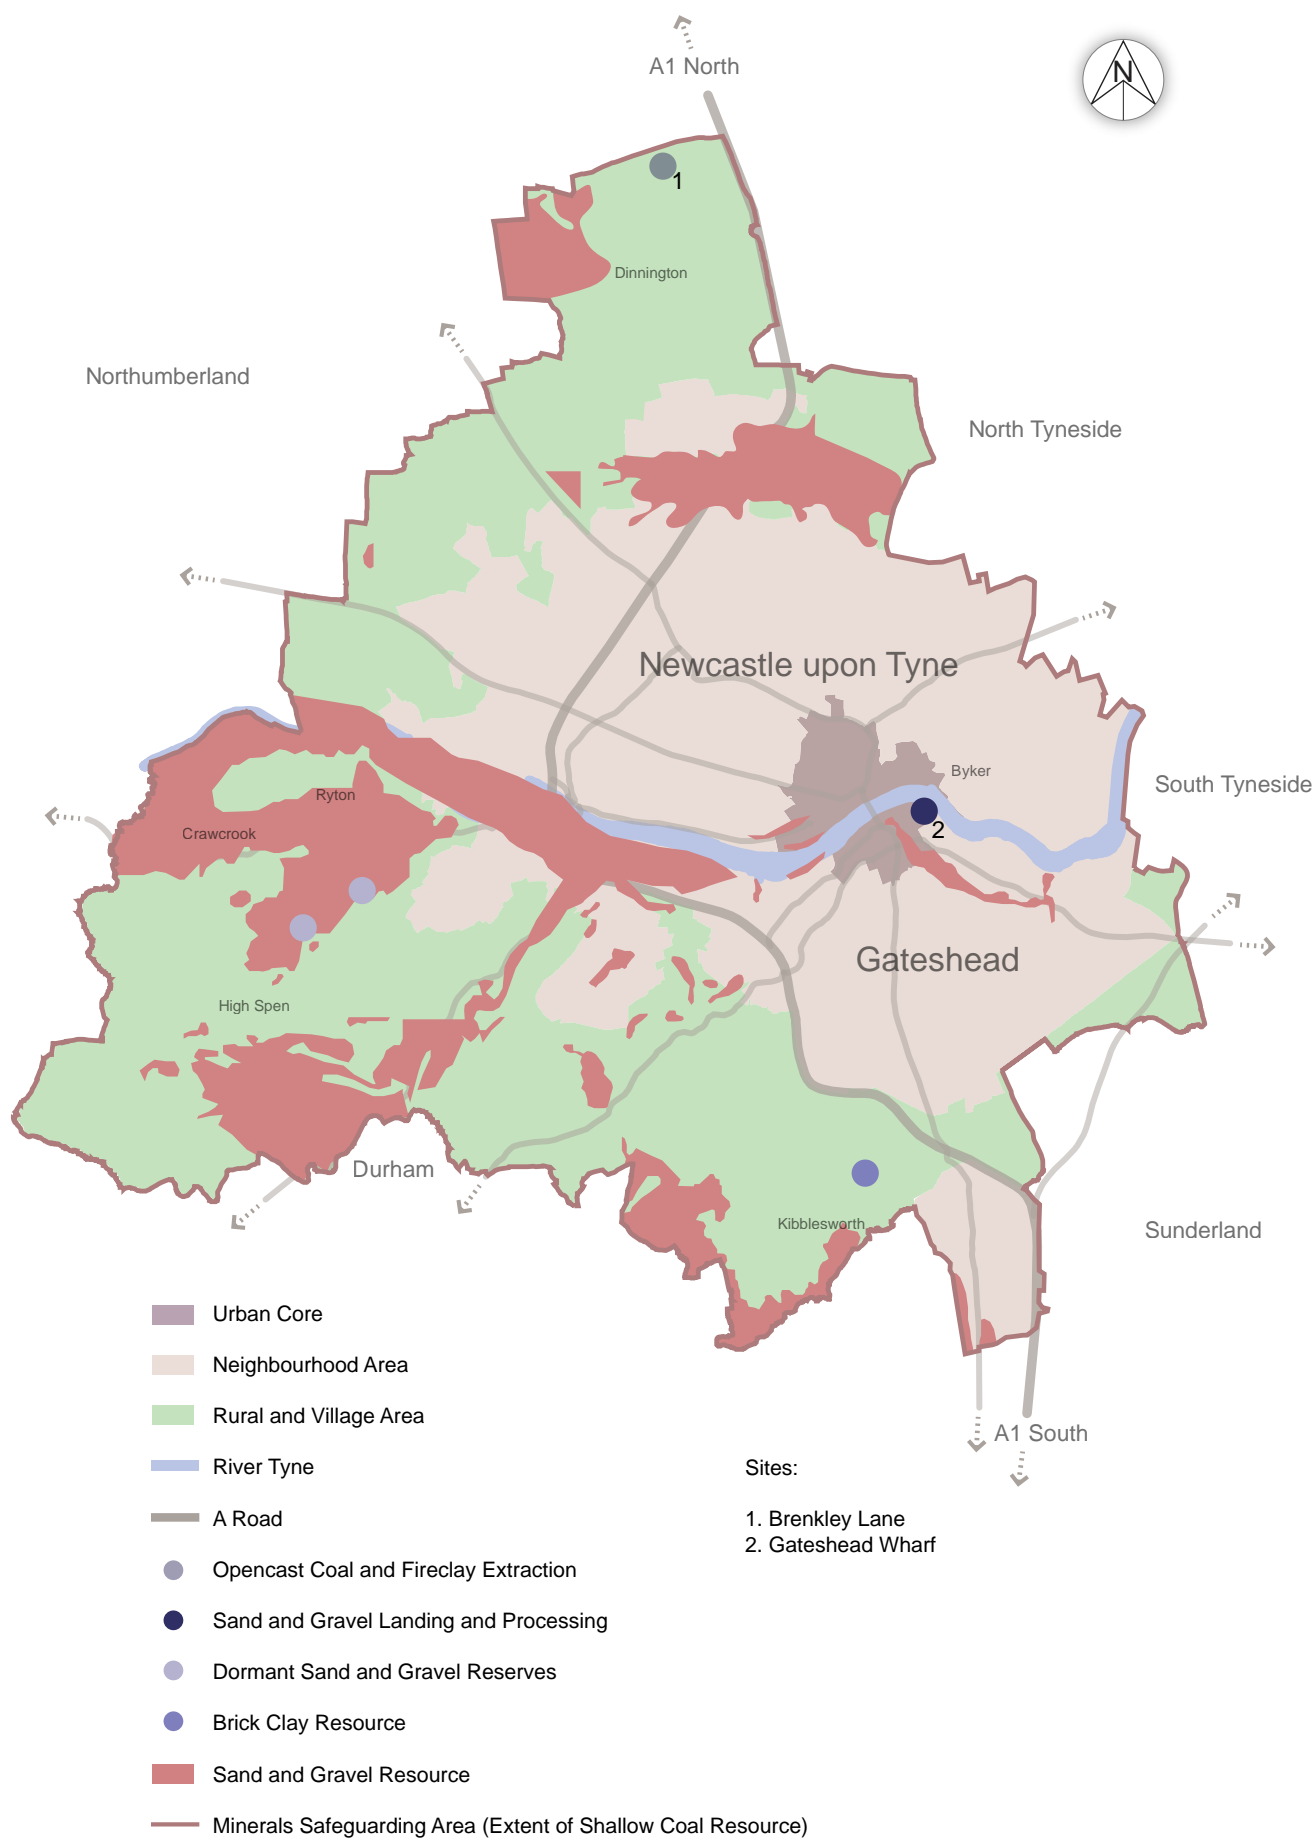 A1 North
N
1
Dinnington
Northumberland
North Tyneside
Newcastle upon Tyne
Byker
South Tyneside
Ryton
2
Crawcrook
Gateshead
High Spen
Durham
Kibblesworth
Sunderland
Urban Core
Neighbourhood Area
Rural and Village Area
A1 South
River Tyne
Sites:
A Road
1. Brenkley Lane
2. Gateshead Wharf
Opencast Coal and Fireclay Extraction
Sand and Gravel Landing and Processing
Dormant Sand and Gravel Reserves
Brick Clay Resource
Sand and Gravel Resource
Minerals Safeguarding Area (Extent of Shallow Coal Resource)